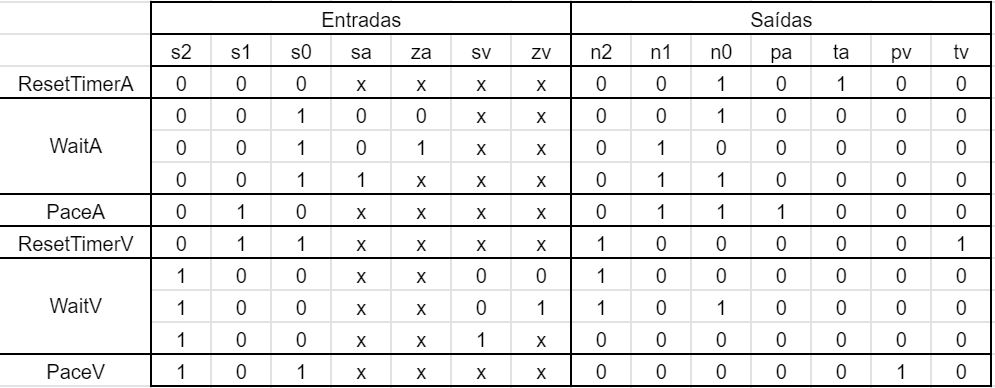 Entradas Saídas
s2 s1 s0 sa za sv zv n2 n1 n0 pa ta pv tv
ResetTimerA 0 0 0 x x x x 0 0 1 0 1 0 0
0 0 1 0 0 x x 0 0 1 0 0 0 0
WaitA 0 0 1 0 1 x x 0 1 0 0 0 0 0
0 0 1 1 x x x 0 1 1 0 0 0 0
PaceA 0 1 0 x x x x 0 1 1 1 0 0 0
ResetTimerV 0 1 1 x x x x 1 0 0 0 0 0 1
1 0 0 x x 0 0 1 0 0 0 0 0 0
WaitV 1 0 0 x x 0 1 1 0 1 0 0 0 0
1 0 0 x x 1 x 0 0 0 0 0 0 0
PaceV 1 0 1 x x x x 0 0 0 0 0 1 0